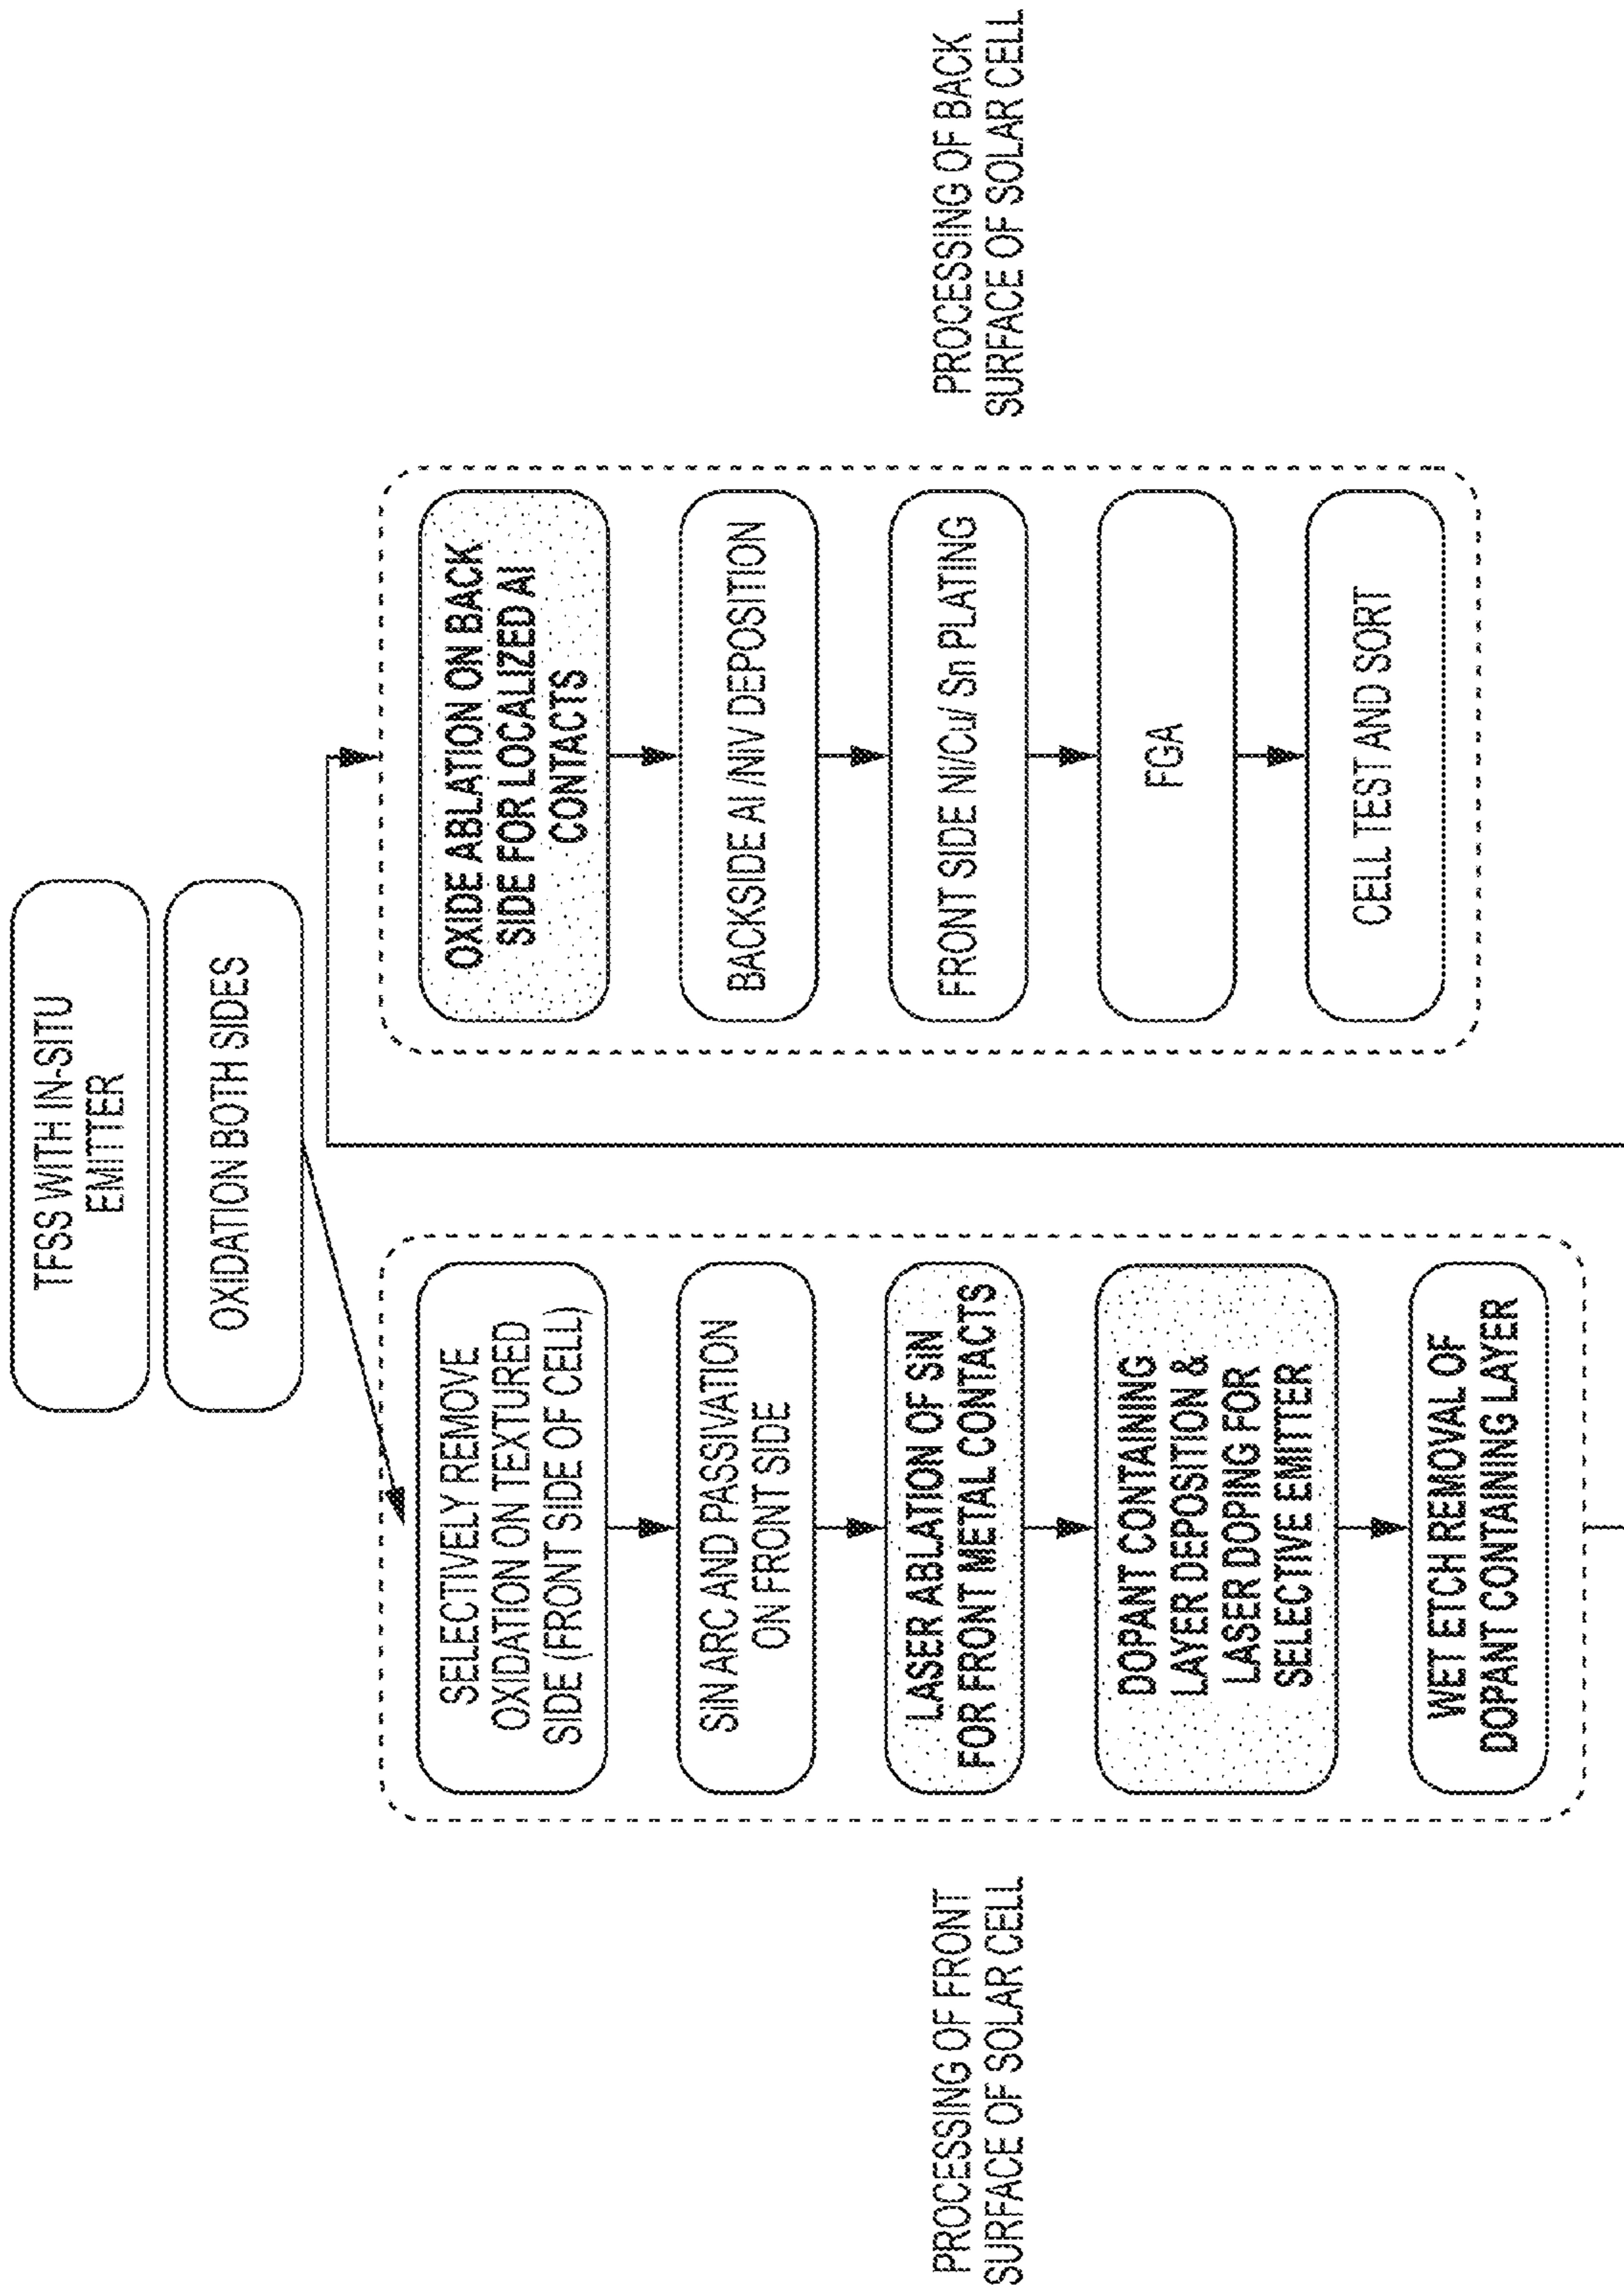 TFSS WITH IN-SITU
EMITTER
OXIDATION BOTH SIDES
PROCESSING OF FRONT
SURFACE OF SOLAR CELL
SELECTIVELY REMOVE
OXIDATION ON TEXTURED
SIDE (FRONT SIDE OF CELL)
SIN ARC AND PASSIVATION
ON FRONT SIDE
LASER ABLATION OF SIN
FOR FRONT METAL CONTACTS
DOPANT CONTAINING
LAYER DEPOSITION &
LASER DOPING FOR
SELECTIVE EMITTER
WET ETCH REMOVAL OF
DOPANT CONTAINING LAYER
OXIDE ABLATION ON BACK
SIDE FOR LOCALIZED Al
CONTACTS
BACKSIDE Al /NIV DEPOSITION
FRONT SIDE Ni/Cu/ Sn PLATING
FGA
CELL TEST AND SORT
PROCESSING OF BACK
SURFACE OF SOLAR CELL